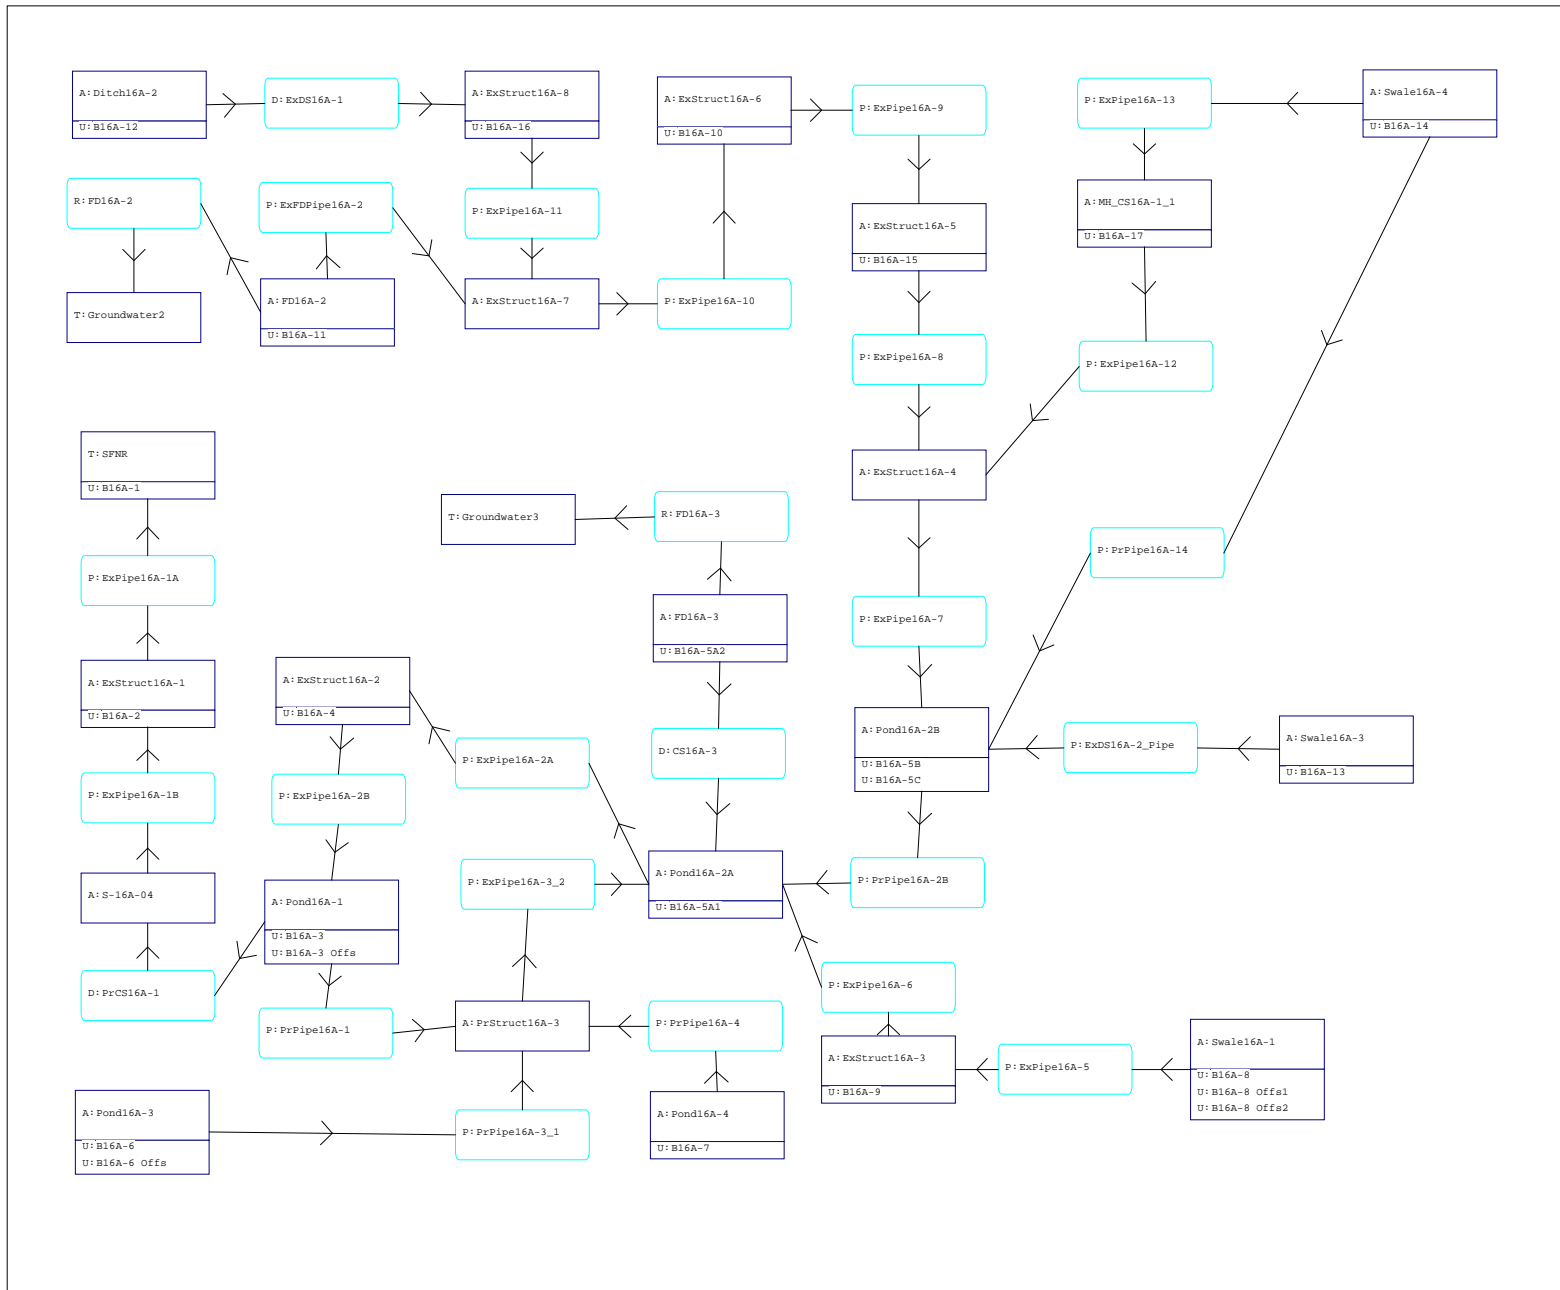 A:Ditch16A-2
U:B16A-12
D:ExDS16A-1
A:ExStruct16A-8
U:B16A-16
A:ExStruct16A-6
U:B16A-10
P:ExPipe16A-9
P:ExPipe16A-13
A:Swale16A-4
U:B16A-14
R:FD16A-2
P:ExFDPipe16A-2
P:ExPipe16A-11
A:ExStruct16A-5
U:B16A-15
A:MH_CS16A-1_1
U:B16A-17
T:Groundwater2
A:FD16A-2
U:B16A-11
A:ExStruct16A-7
P:ExPipe16A-10
P:ExPipe16A-8
P:ExPipe16A-12
T:SFNR
U:B16A-1
A:ExStruct16A-4
T:Groundwater3
R:FD16A-3
P:PrPipe16A-14
P:ExPipe16A-1A
A:FD16A-3
U:B16A-5A2
P:ExPipe16A-7
A:ExStruct16A-1
U:B16A-2
A:ExStruct16A-2
U:B16A-4
P:ExPipe16A-2A
D:CS16A-3
A:Pond16A-2B
U:B16A-5B
U:B16A-5C
P:ExDS16A-2_Pipe
A:Swale16A-3
U:B16A-13
P:ExPipe16A-1B
P:ExPipe16A-2B
A:S-16A-04
A:Pond16A-1
U:B16A-3
U:B16A-3 Offs
P:ExPipe16A-3_2
A:Pond16A-2A
U:B16A-5A1
P:PrPipe16A-2B
D:PrCS16A-1
P:PrPipe16A-1
A:PrStruct16A-3
P:PrPipe16A-4
P:ExPipe16A-6
A:ExStruct16A-3
U:B16A-9
P:ExPipe16A-5
A:Swale16A-1
U:B16A-8
U:B16A-8 Offs1
U:B16A-8 Offs2
A:Pond16A-3
U:B16A-6
U:B16A-6 Offs
P:PrPipe16A-3_1
A:Pond16A-4
U:B16A-7